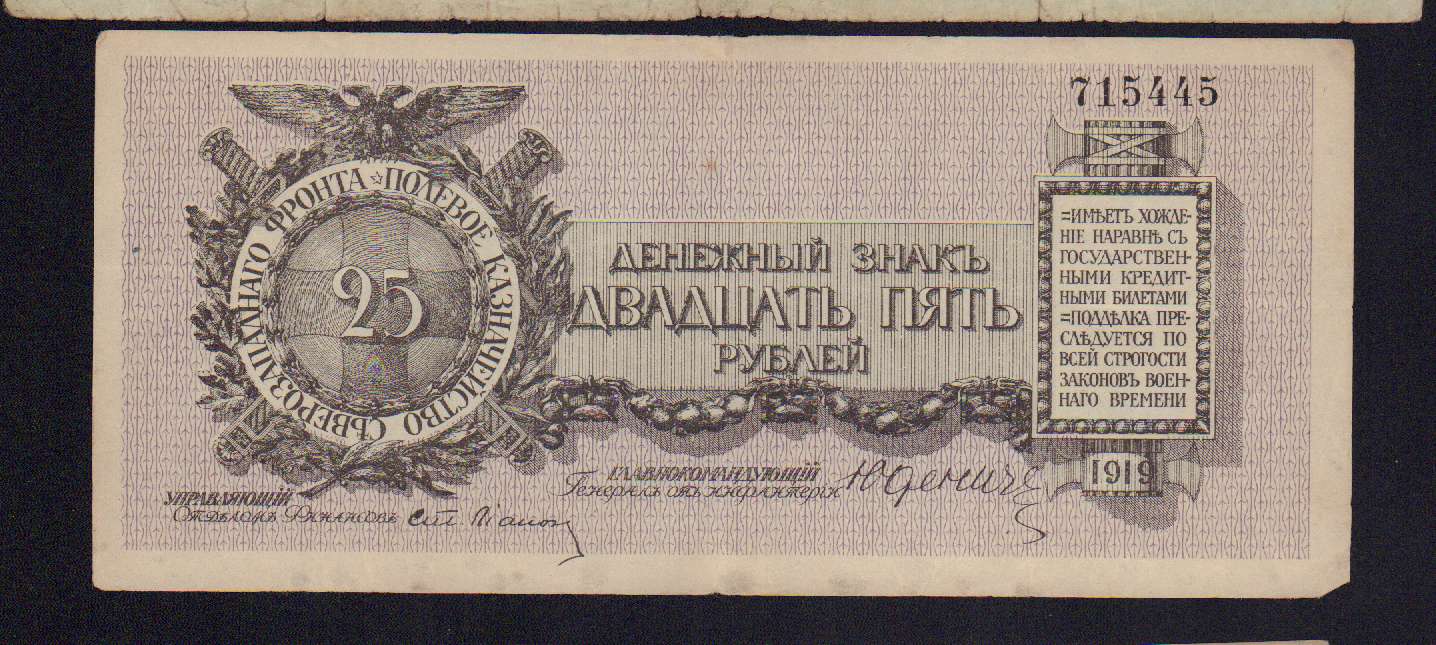 715445
ПОЛЕВОЕ КАЗНАЧЕЙСТВО СѢВЕРОЗАПАДНАГО ФРОНТА
25
ДЕНЕЖНЫЙ ЗНАКЪ
ДВАДЦАТЬ ПЯТЬ
РУБЛЕЙ
=ИМѢЕТЪ ХОЖДЕ-
НІЕ НАРАВНѢ СЪ
ГОСУДАРСТВЕН-
НЫМИ КРЕДИТ-
НЫМИ БИЛЕТАМИ
=ПОДДѢЛКА ПРЕ-
СЛѢДУЕТСЯ ПО
ВСЕЙ СТРОГОСТИ
ЗАКОНОВЪ ВОЕН-
НАГО ВРЕМЕНИ
1919
ГЛАВНОКОМАНДУЮЩІЙ
Генералъ отъ инфантеріи Юденич
УПРАВЛЯЮЩІЙ
Отдѣломъ Финансовъ